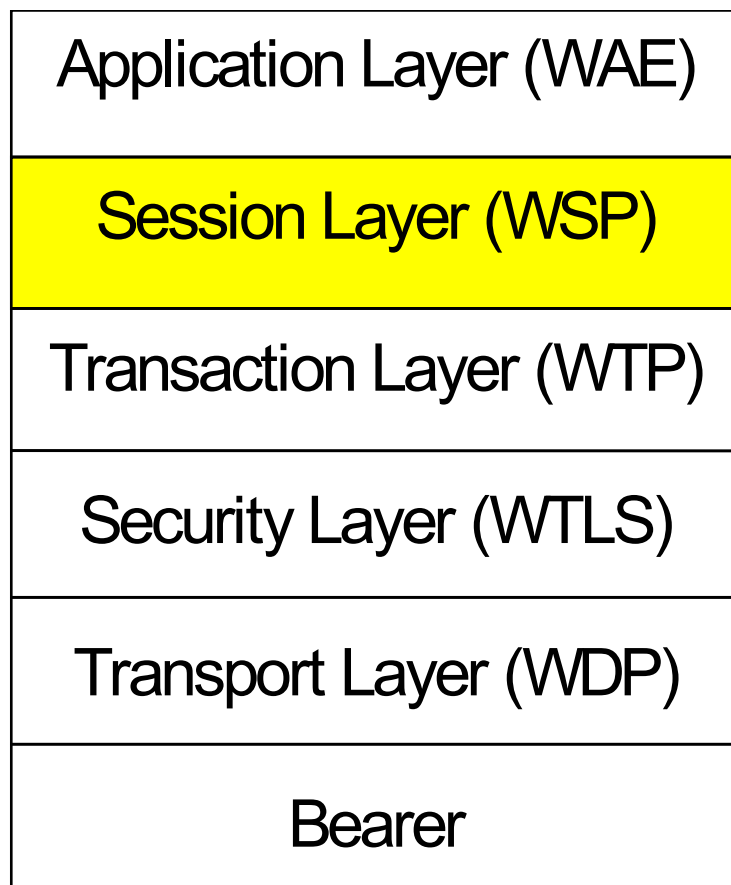 Application Layer (WAE)
Session Layer (WSP)
Transaction Layer (WTP)
Security Layer (WTLS)
Transport Layer (WDP)
Bearer